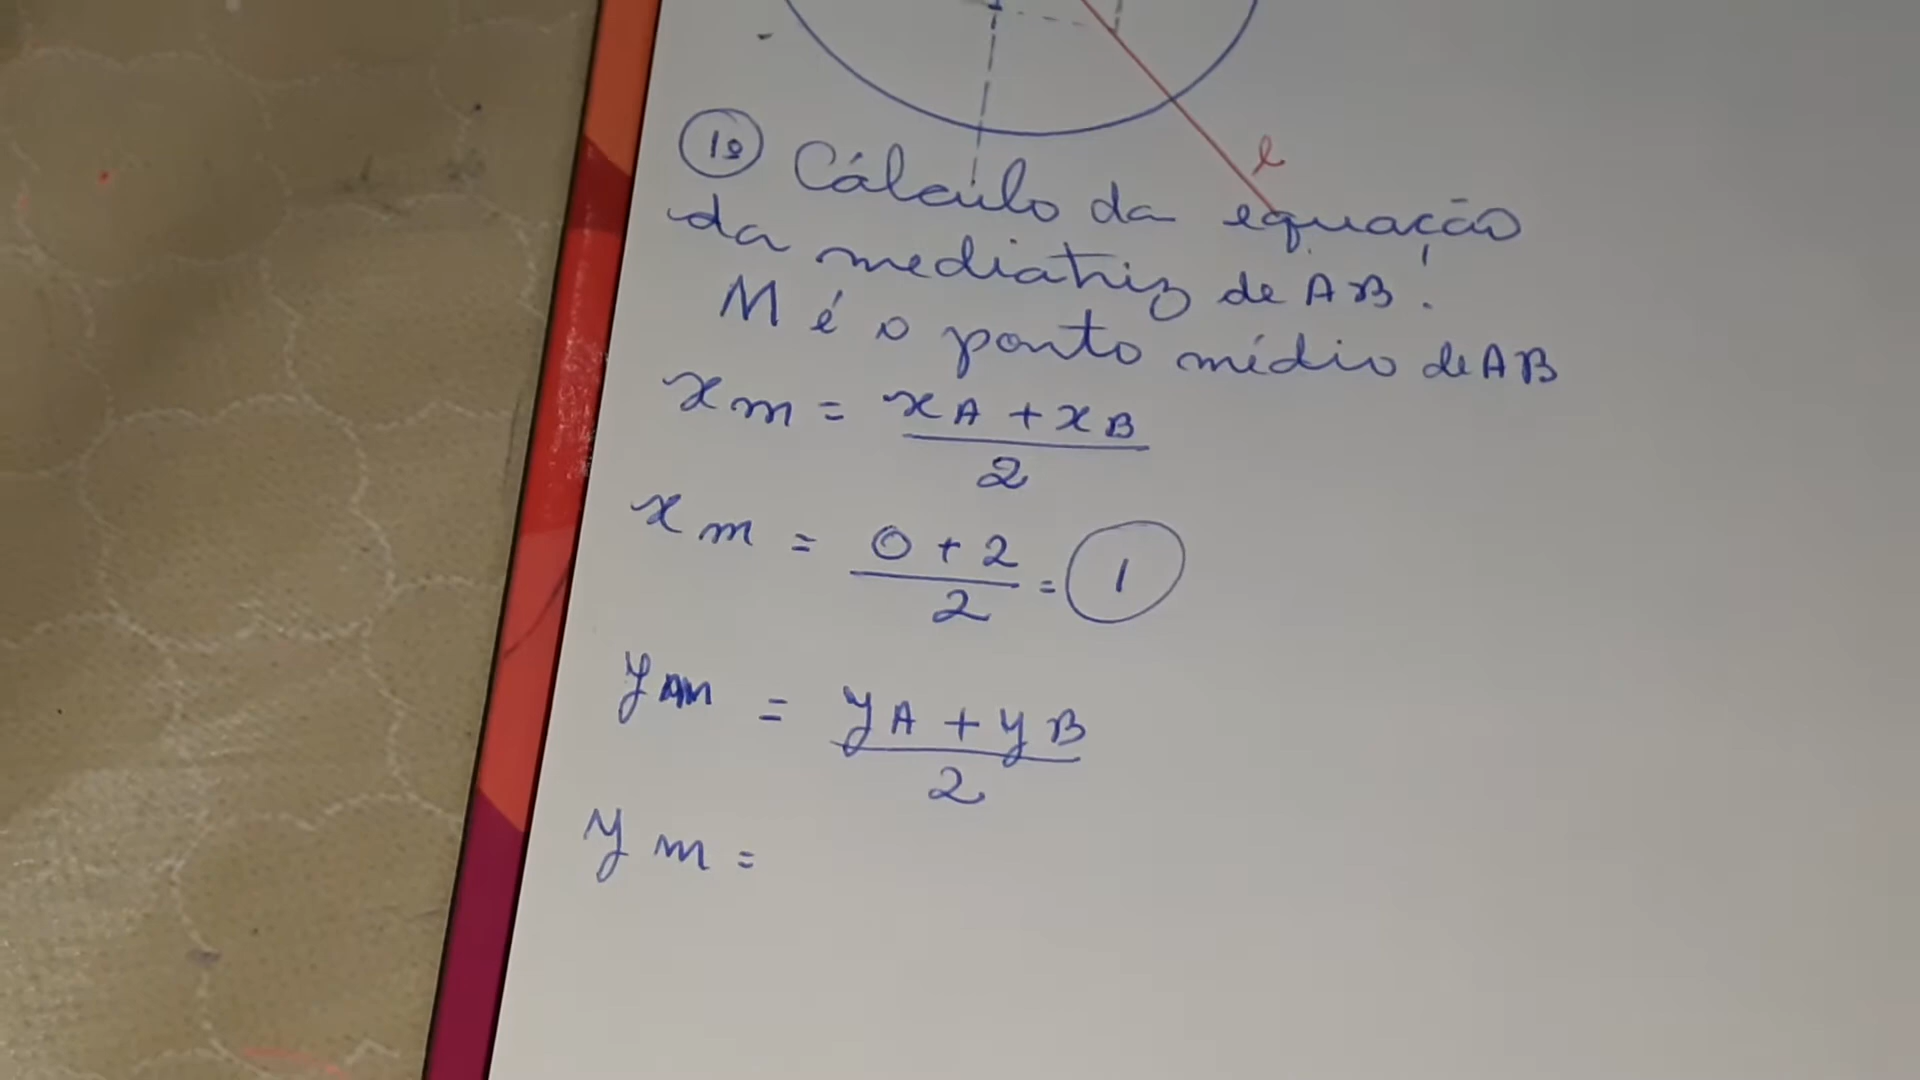 l
1º Cálculo da equação
da mediatriz de AB:
M é o ponto médio de AB
xm = xA + xB
2
xm = 0 + 2 = 1
2
ym = yA + yB
2
ym =